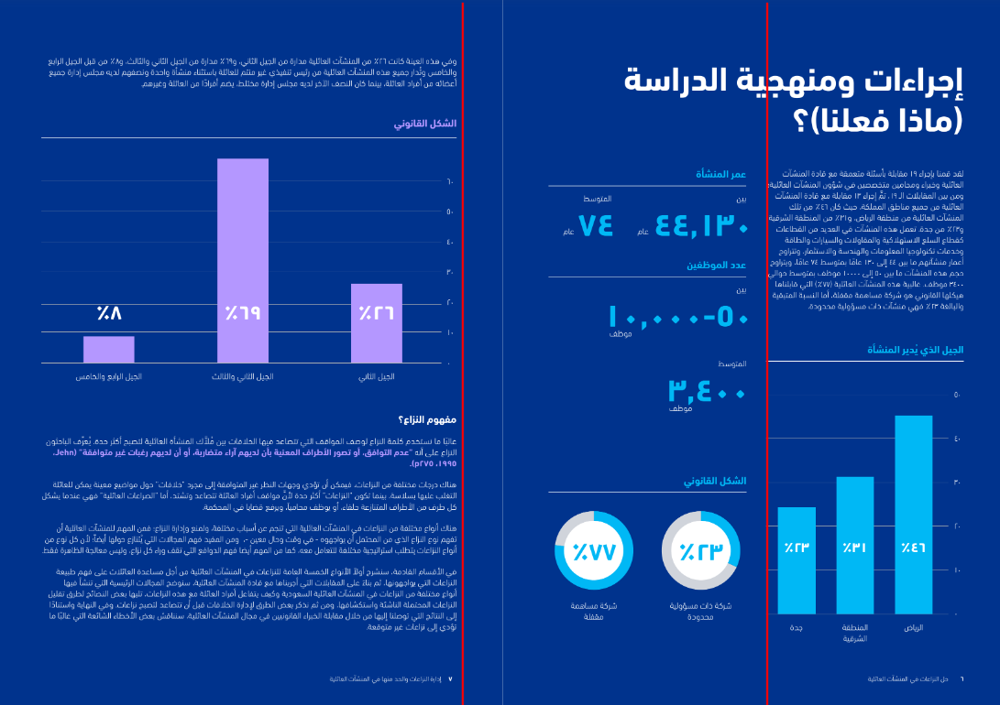 إجراءات ومنهجية الدراسة
(ماذا فعلنا)؟
لقد قمنا بإجراء ١٩ مقابلة بأسئلة متعمقة مع قادة المنشآت
العائلية وخبراء ومحامين متخصصين في شؤون المنشآت العائلية؛
ومن بين المقابلات الـ ١٩، تمَّ إجراء ١٣ مقابلة مع قادة المنشآت
العائلية من جميع مناطق المملكة، حيث كان ٤٦٪ من تلك
المنشآت العائلية من منطقة الرياض، و٣١٪ من المنطقة الشرقية
و٢٣٪ من جدة. تعمل هذه المنشآت في العديد من القطاعات
كقطاع السلع الاستهلاكية والمقاولات والسيارات والطاقة
وخدمات تكنولوجيا المعلومات والهندسة والاستثمار، وتتراوح
أعمار منشآتهم ما بين ٤٤ إلى ١٣٠ عامًا بمتوسط ٧٤ عامًا، ويتراوح
حجم هذه المنشآت ما بين ٥٠ إلى ١٠٠٠٠ موظف بمتوسط حوالي
٣٤٠٠ موظف. غالبية هذه المنشآت العائلية (٧٧٪) التي قابلناها
هيكلها القانوني هو شركة مساهمة مقفلة، أما النسبة المتبقية
والبالغة ٢٣٪ فهي منشآت ذات مسؤولية محدودة.
الجيل الذي يُدير المنشأة
٥٠
٤٠
٣٠
٢٠
١٠
٠
٪٤٦
٪٣١
٪٢٣
الرياض
المنطقة
الشرقية
جدة
عمر المنشأة
بين
المتوسط
٤٤,١٣٠ عام
٧٤ عام
عدد الموظفين
بين
٥٠-١٠,٠٠٠
موظف
المتوسط
٣,٤٠٠
موظف
الشكل القانوني
٪٢٣
٪٧٧
شركة ذات مسؤولية
محدودة
شركة مساهمة
مقفلة
٦ حل النزاعات في المنشآت العائلية
وفي هذه العينة كانت ٢٦٪ من المنشآت العائلية مدارة من الجيل الثاني، و٦٩٪ مدارة من الجيل الثاني والثالث، و٨٪ من قبل الجيل الرابع
والخامس وتُدار جميع هذه المنشآت العائلية من رئيس تنفيذي غير منتم للعائلة باستثناء منشأة واحدة ونصفهم لديه مجلس إدارة جميع
أعضائه من أفراد العائلة، بينما كان النصف الآخر لديه مجلس إدارة مختلط، يضم أفرادًا من العائلة وغيرهم.
الشكل القانوني
٦٠
٥٠
٤٠
٣٠
٢٠
١٠
٠
٪٢٦
٪٦٩
٪٨
الجيل الثاني
الجيل الثاني والثالث
الجيل الرابع والخامس
مفهوم النزاع؟
غالبًا ما نستخدم كلمة النزاع لوصف المواقف التي تتصاعد فيها الخلافات بين مُلَّاك المنشأة العائلية لتصبح أكثر حدة. يُعرِّف الباحثون
النزاع على أنه "عدم التوافق، أو تصور الأطراف المعنية بأن لديهم آراء متضاربة، أو أن لديهم رغبات غير متوافقة" (Jehn،
١٩٩٥، ص٢٧٥).
هناك درجات مختلفة من النزاعات، فيمكن أن تؤدي وجهات النظر غير المتوافقة إلى مجرد "خلافات" حول مواضيع معينة يمكن للعائلة
التغلب عليها بسلاسة. بينما تكون "النزاعات" أكثر حدة لأنَّ مواقف أفراد العائلة تتصاعد وتشتد. أما "الصراعات العائلية" فهي عندما يشكل
كل طرف من الأطراف المتنازعة حلفاء، أو يوظف محامياً، ويرفع قضايا في المحكمة.
هناك أنواع مختلفة من النزاعات في المنشآت العائلية التي تنجم عن أسباب مختلفة، ولمنع وإدارة النزاع؛ فمن المهم للمنشآت العائلية أن
تفهم نوع النزاع الذي من المحتمل أن يواجهوه - في وقت وحال معين -، ومن المفيد فهم المجالات التي يُتنازع حولها أيضاً؛ لأن كل نوع من
أنواع النزاعات يتطلب استراتيجية مختلفة للتعامل معه. كما من المهم أيضا فهم الدوافع التي تقف وراء كل نزاع، وليس معالجة الظاهرة فقط.
في الأقسام القادمة، سنشرح أولاً الأنواع الخمسة العامة للنزاعات في المنشآت العائلية من أجل مساعدة العائلات على فهم طبيعة
النزاعات التي يواجهونها. ثم بناءً على المقابلات التي أجريناها مع قادة المنشآت العائلية، سنوضح المجالات الرئيسية التي تنشأ فيها
أنواع مختلفة من النزاعات في المنشآت العائلية السعودية وكيف يتفاعل أفراد العائلة مع هذه النزاعات، تليها بعض النصائح لطرق تقليل
النزاعات المحتملة الناشئة واستكشافها. ومن ثم نذكر بعض الطرق لإدارة الخلافات قبل أن تتصاعد لتصبح نزاعات. وفي النهاية واستنادًا
إلى النتائج التي توصلنا إليها من خلال مقابلة الخبراء القانونيين في مجال المنشآت العائلية، سنناقش بعض الأخطاء الشائعة التي غالبًا ما
تؤدي إلى نزاعات غير متوقعة.
٧ إدارة النزاعات والحد منها في المنشآت العائلية